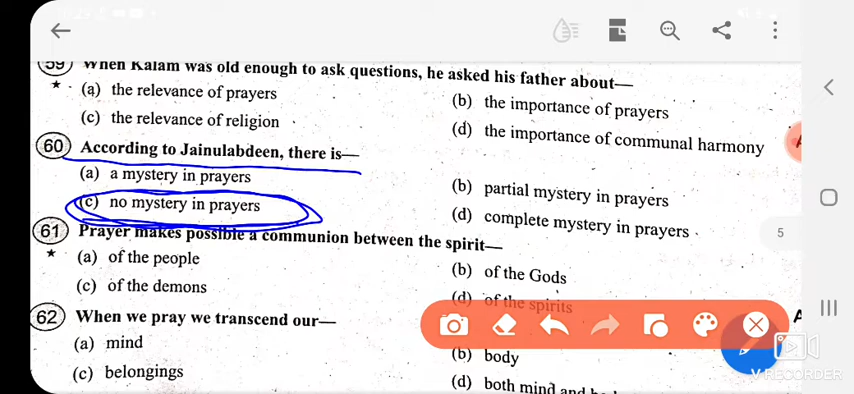 59 When Kalam was old enough to ask questions, he asked his father about—
★ (a) the relevance of prayers
(b) the importance of prayers
(c) the relevance of religion
(d) the importance of communal harmony
60 According to Jainulabdeen, there is—
(a) a mystery in prayers
(b) partial mystery in prayers
(c) no mystery in prayers
(d) complete mystery in prayers
5
61 Prayer makes possible a communion between the spirit—
★ (a) of the people
(b) of the Gods
(c) of the demons
(d) of the spirits
62 When we pray we transcend our—
(a) mind
(b) body
(c) belongings
(d) both mind and
V RECORDER